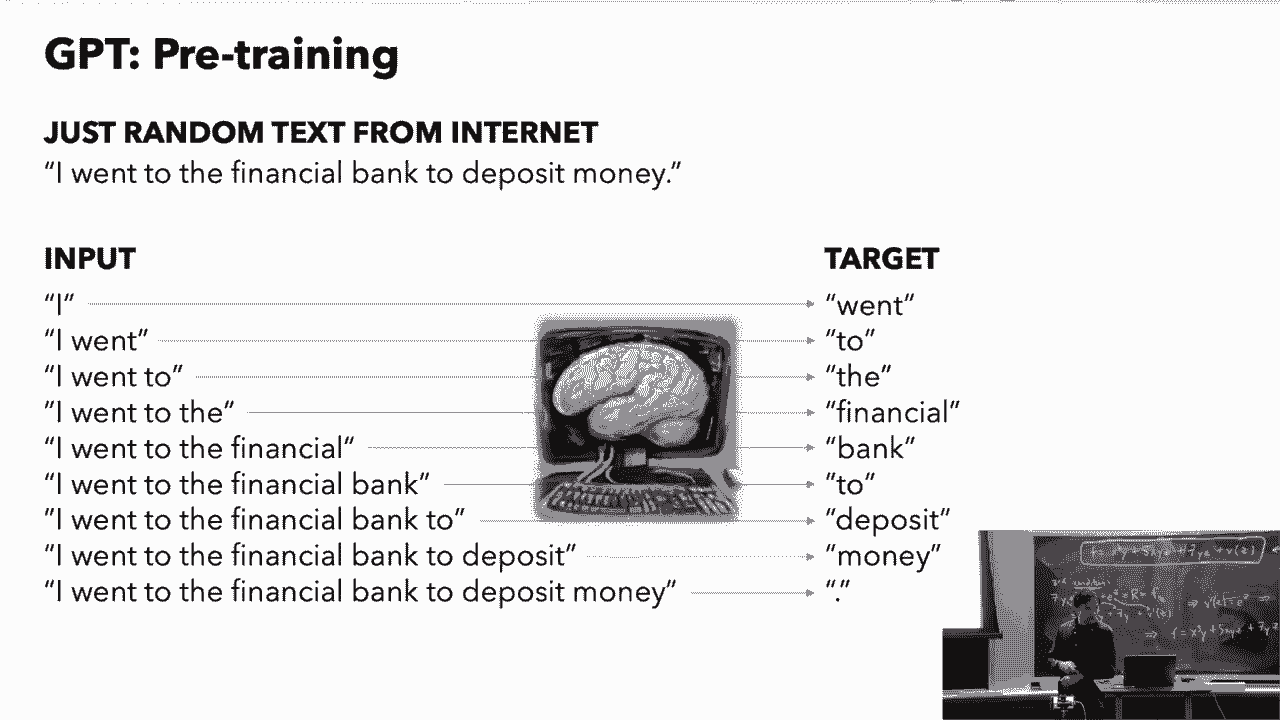 GPT: Pre-training
JUST RANDOM TEXT FROM INTERNET
“I went to the financial bank to deposit money.”
INPUT
TARGET
“I”
“went”
“I went”
“to”
“I went to”
“the”
“I went to the”
“financial”
“I went to the financial”
“bank”
“I went to the financial bank”
“to”
“I went to the financial bank to”
“deposit”
“I went to the financial bank to deposit”
“money”
“I went to the financial bank to deposit money”
“.”